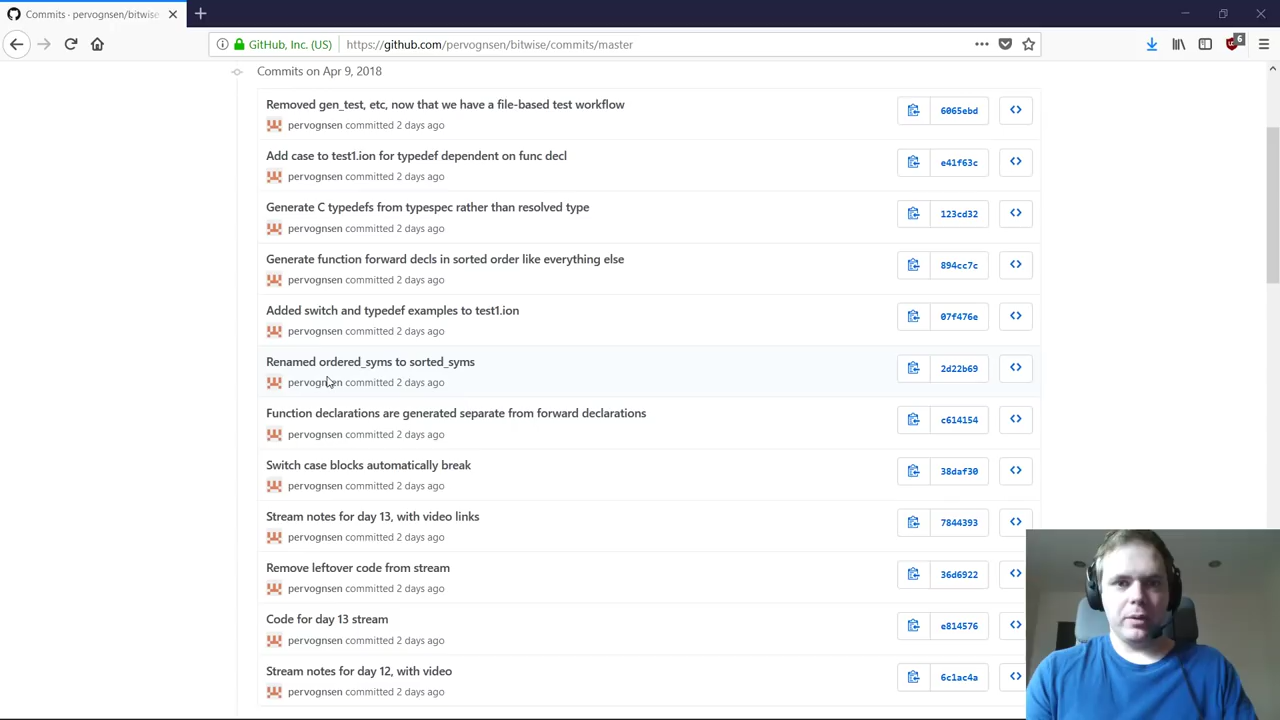 Commits · pervognsen/bitwise
GitHub, Inc. (US)
https://github.com/pervognsen/bitwise/commits/master
6
Commits on Apr 9, 2018
Removed gen_test, etc, now that we have a file-based test workflow
pervognsen committed 2 days ago
6065ebd
Add case to test1.ion for typedef dependent on func decl
pervognsen committed 2 days ago
e41f63c
Generate C typedefs from typespec rather than resolved type
pervognsen committed 2 days ago
123cd32
Generate function forward decls in sorted order like everything else
pervognsen committed 2 days ago
894cc7c
Added switch and typedef examples to test1.ion
pervognsen committed 2 days ago
07f476e
Renamed ordered_syms to sorted_syms
pervognsen committed 2 days ago
2d22b69
Function declarations are generated separate from forward declarations
pervognsen committed 2 days ago
c614154
Switch case blocks automatically break
pervognsen committed 2 days ago
38daf30
Stream notes for day 13, with video links
pervognsen committed 2 days ago
7844393
Remove leftover code from stream
pervognsen committed 2 days ago
36d6922
Code for day 13 stream
pervognsen committed 2 days ago
e814576
Stream notes for day 12, with video
pervognsen committed 2 days ago
6c1ac4a